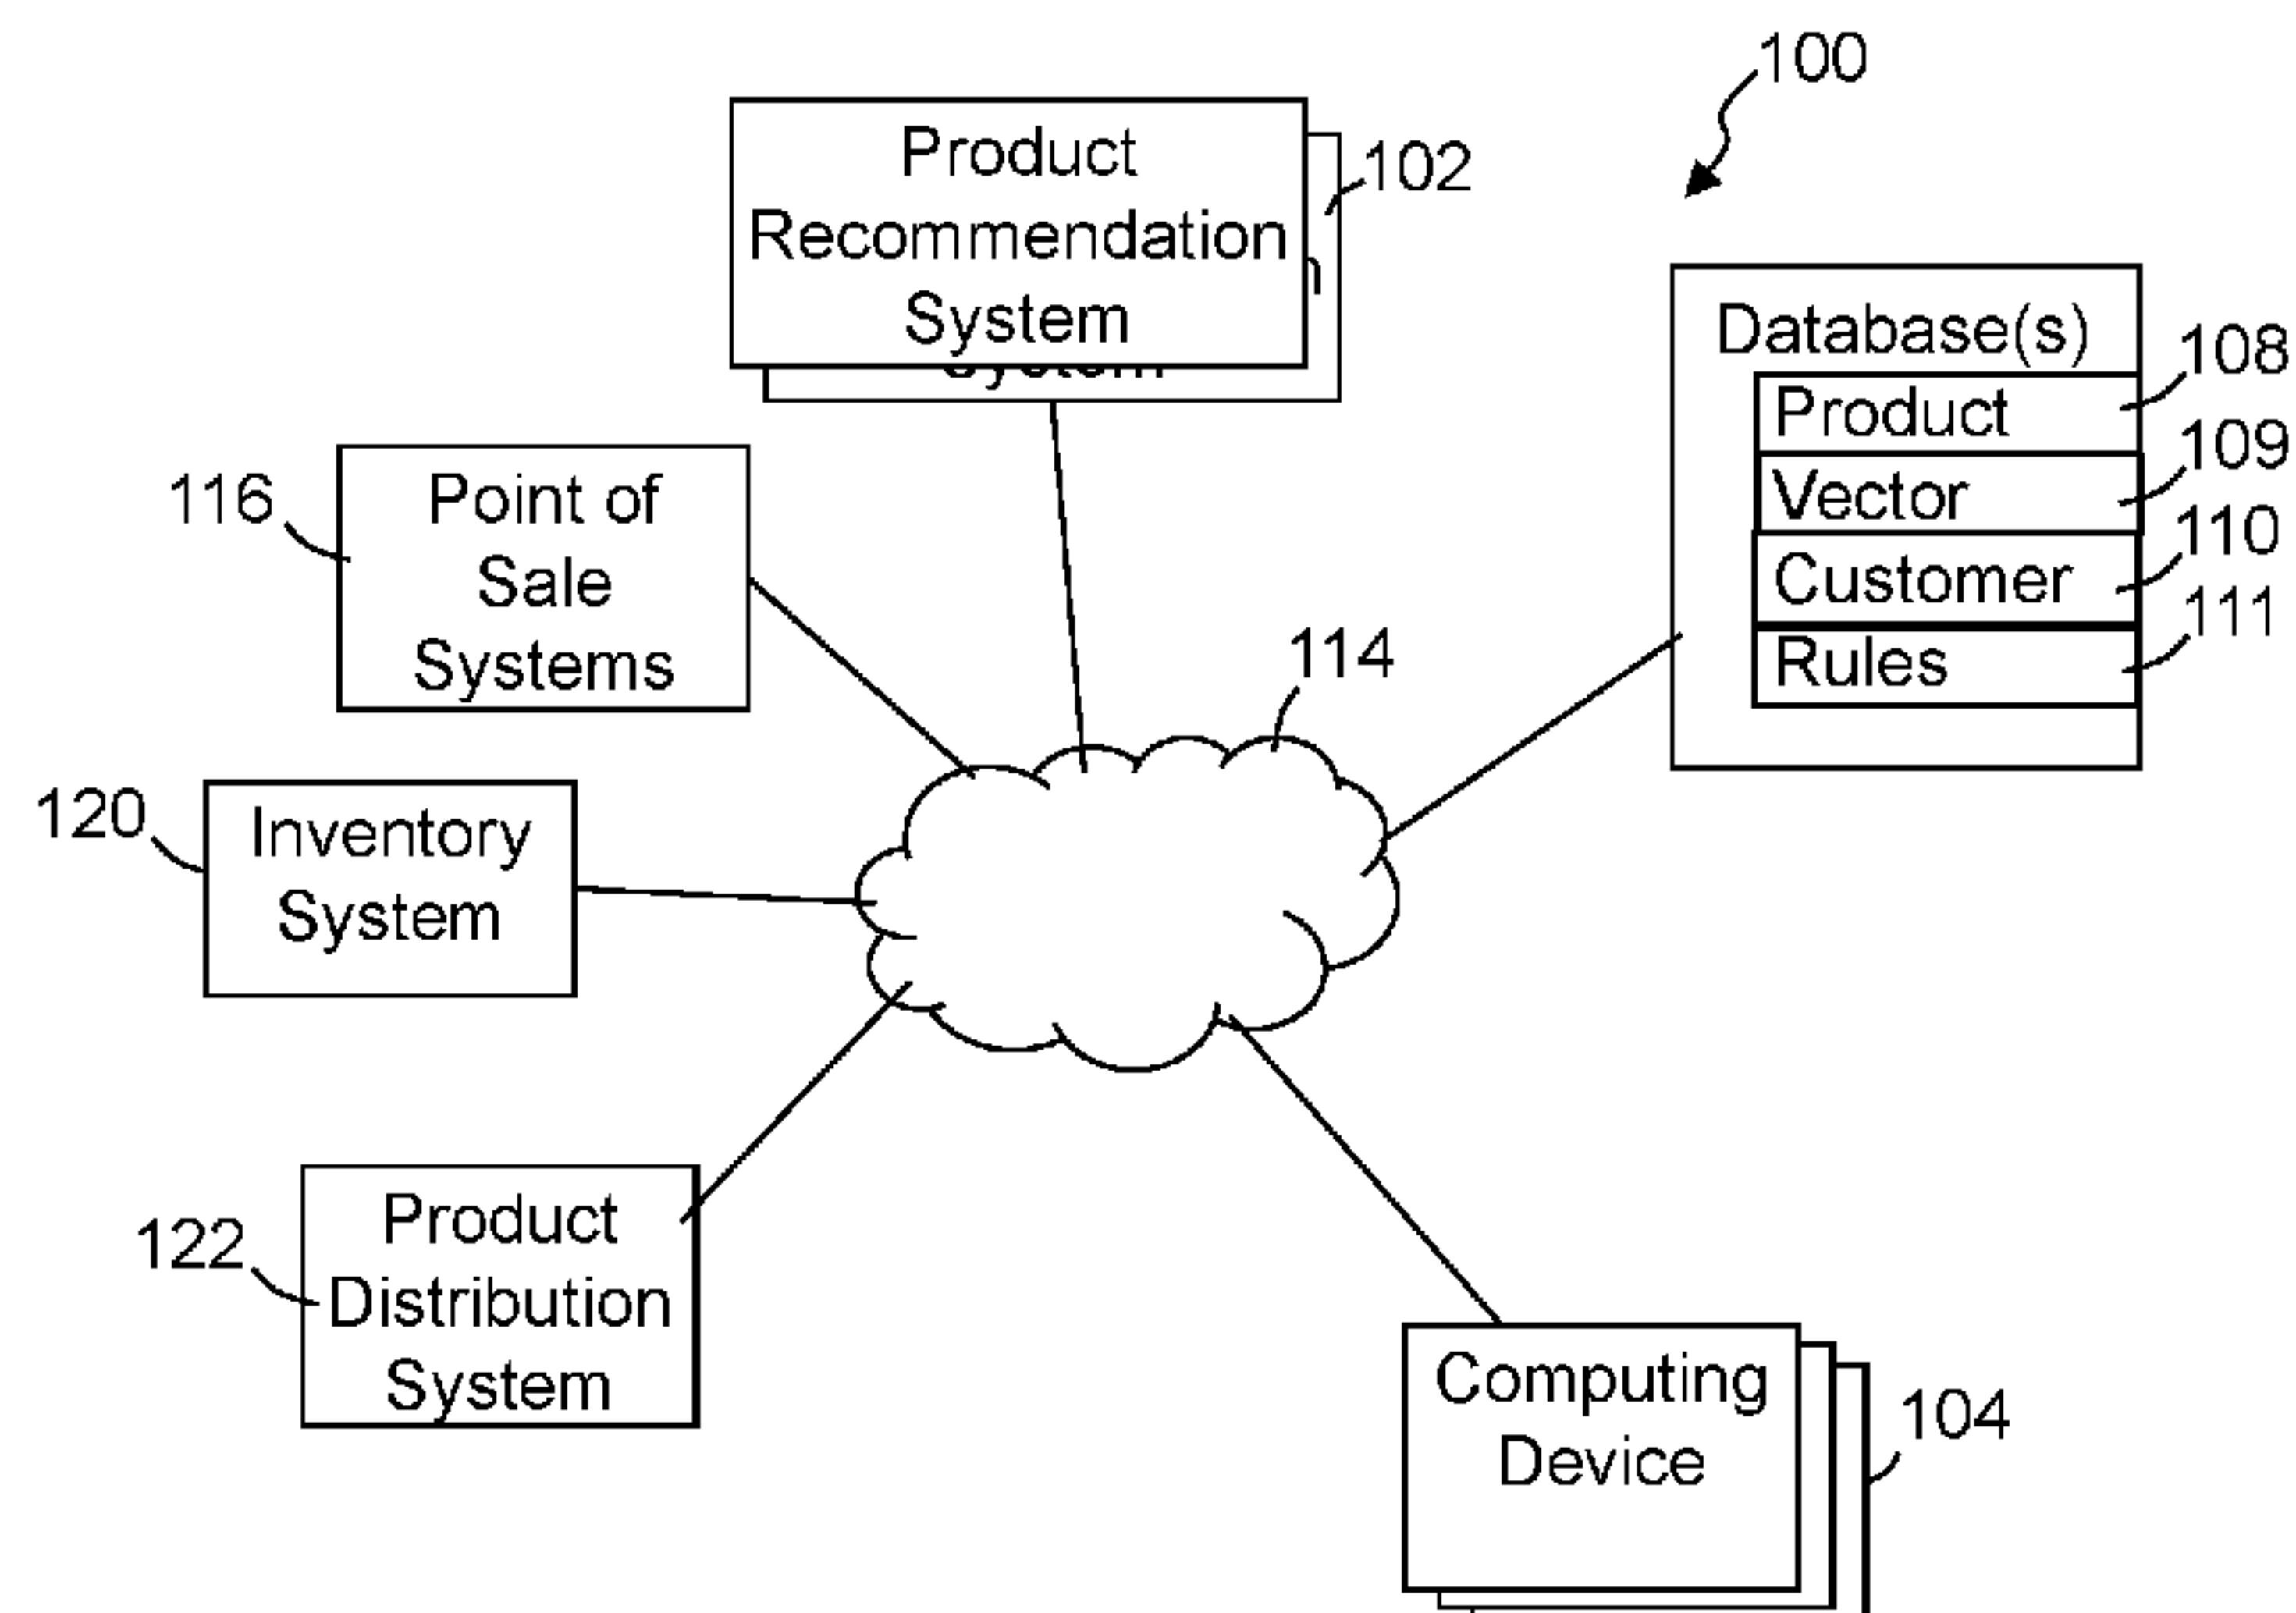 100
Product
Recommendation
System
102
Database(s)
Product
108
Vector
109
Customer
110
Rules
111
116
Point of
Sale
Systems
114
120
Inventory
System
122
Product
Distribution
System
Computing
Device
104